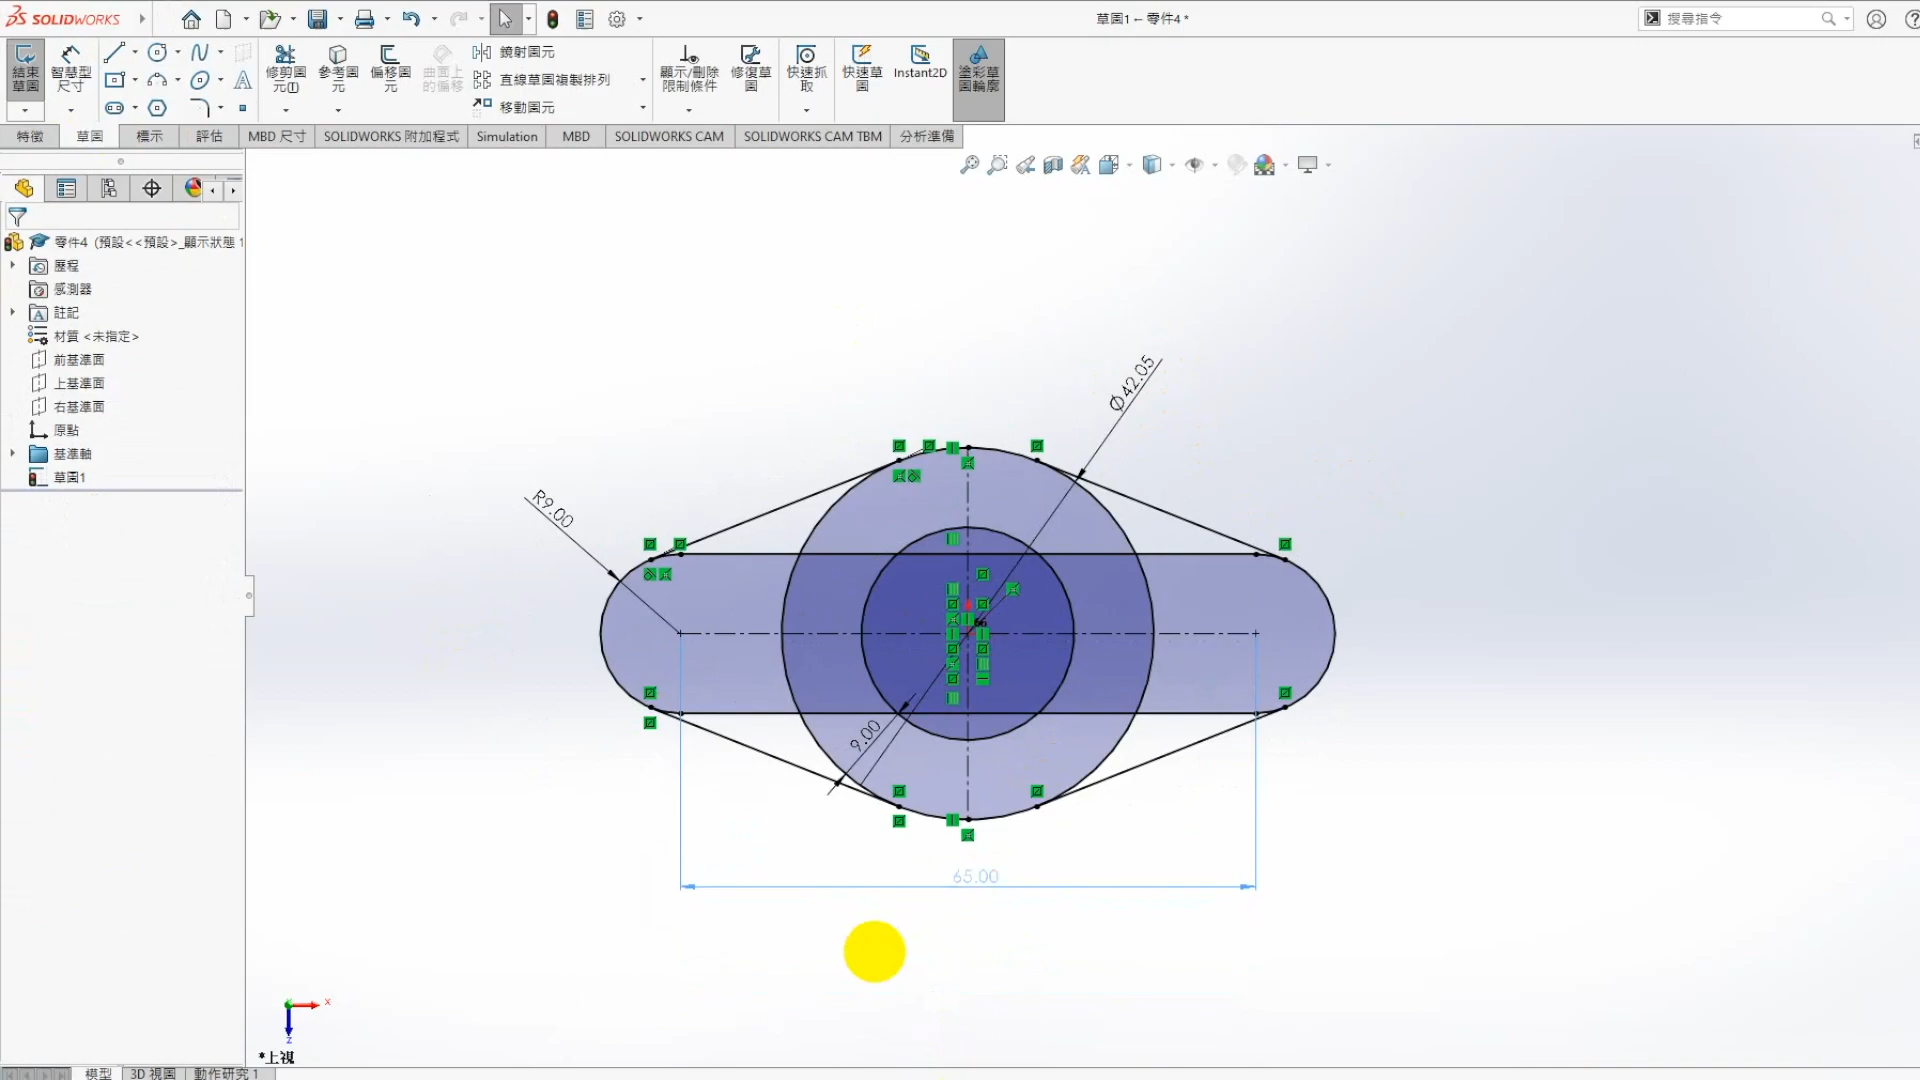 SOLIDWORKS
草圖1 ← 零件4 *
搜尋指令
結束草圖
智慧型尺寸
修剪圖元(T)
參考圖元
偏移圖元
曲面上的偏移
鏡射圖元
直線草圖複製排列
移動圖元
顯示/刪除限制條件
修復草圖
快速抓取
快速草圖
Instant2D
塗彩草圖輪廓
特徵
草圖
標示
評估
MBD 尺寸
SOLIDWORKS 附加程式
Simulation
MBD
SOLIDWORKS CAM
SOLIDWORKS CAM TBM
分析準備
零件4 (預設<<預設>_顯示狀態 1
歷程
感測器
註記
材質 <未指定>
前基準面
上基準面
右基準面
原點
基準軸
草圖1
Ø42.05
R9.00
9.00
65.00
X
Z
*上視
模型
3D 視圖
動作研究 1